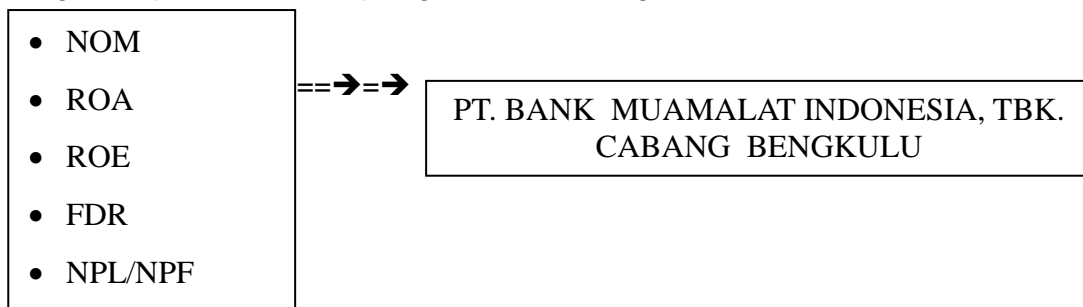 • NOM
• ROA
• ROE
• FDR
• NPL/NPF
==➔=➔
PT. BANK MUAMALAT INDONESIA, TBK.
CABANG BENGKULU